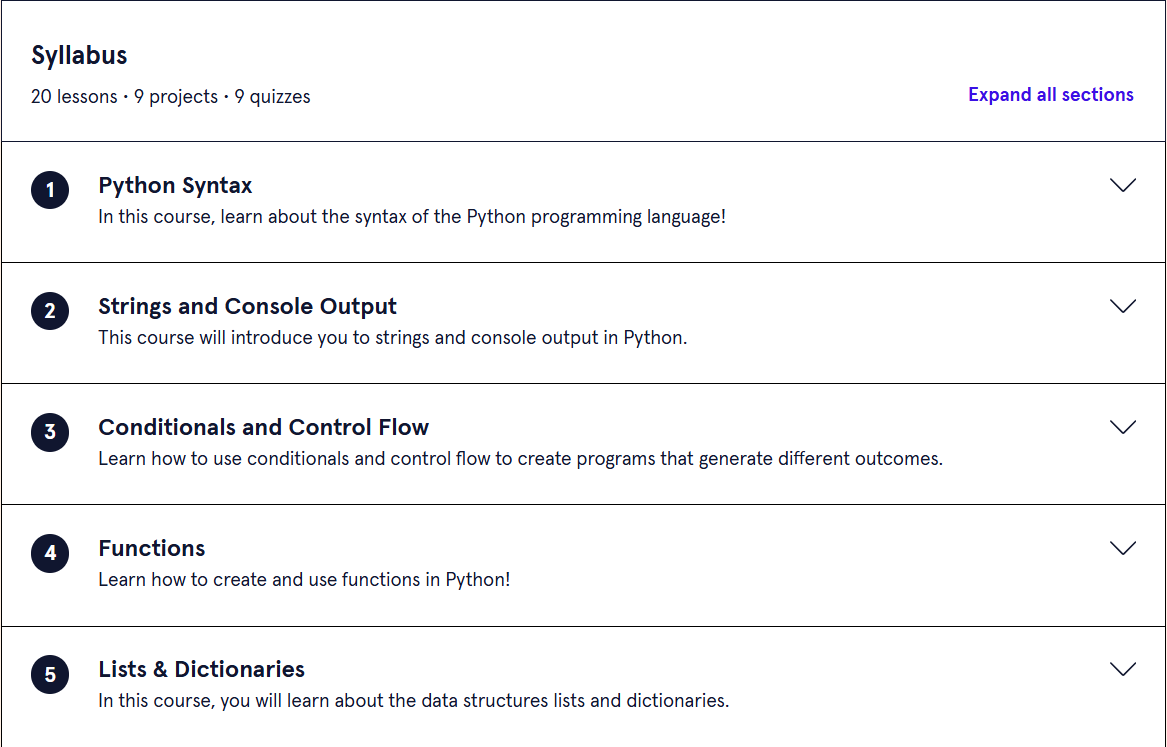 Syllabus
20 lessons • 9 projects • 9 quizzes
Expand all sections
1
Python Syntax
In this course, learn about the syntax of the Python programming language!
2
Strings and Console Output
This course will introduce you to strings and console output in Python.
3
Conditionals and Control Flow
Learn how to use conditionals and control flow to create programs that generate different outcomes.
4
Functions
Learn how to create and use functions in Python!
5
Lists & Dictionaries
In this course, you will learn about the data structures lists and dictionaries.